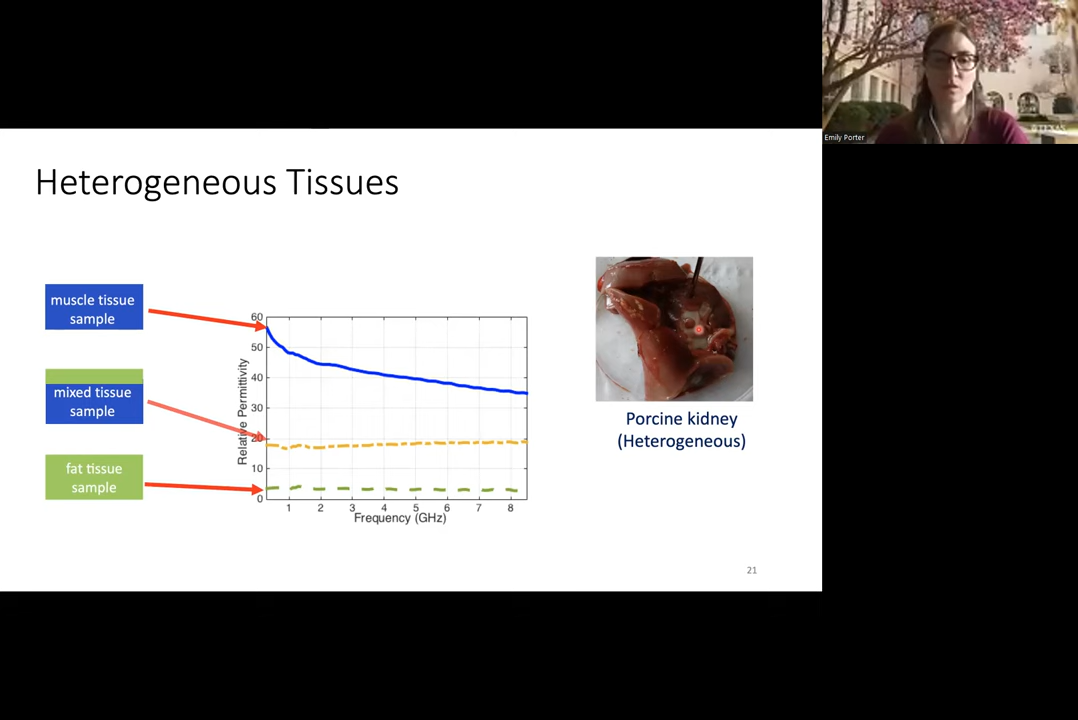 Emily Porter
Heterogeneous Tissues
muscle tissue
sample
mixed tissue
sample
fat tissue
sample
Relative Permittivity
60
50
40
30
20
10
0
1 2 3 4 5 6 7 8
Frequency (GHz)
Porcine kidney
(Heterogeneous)
21